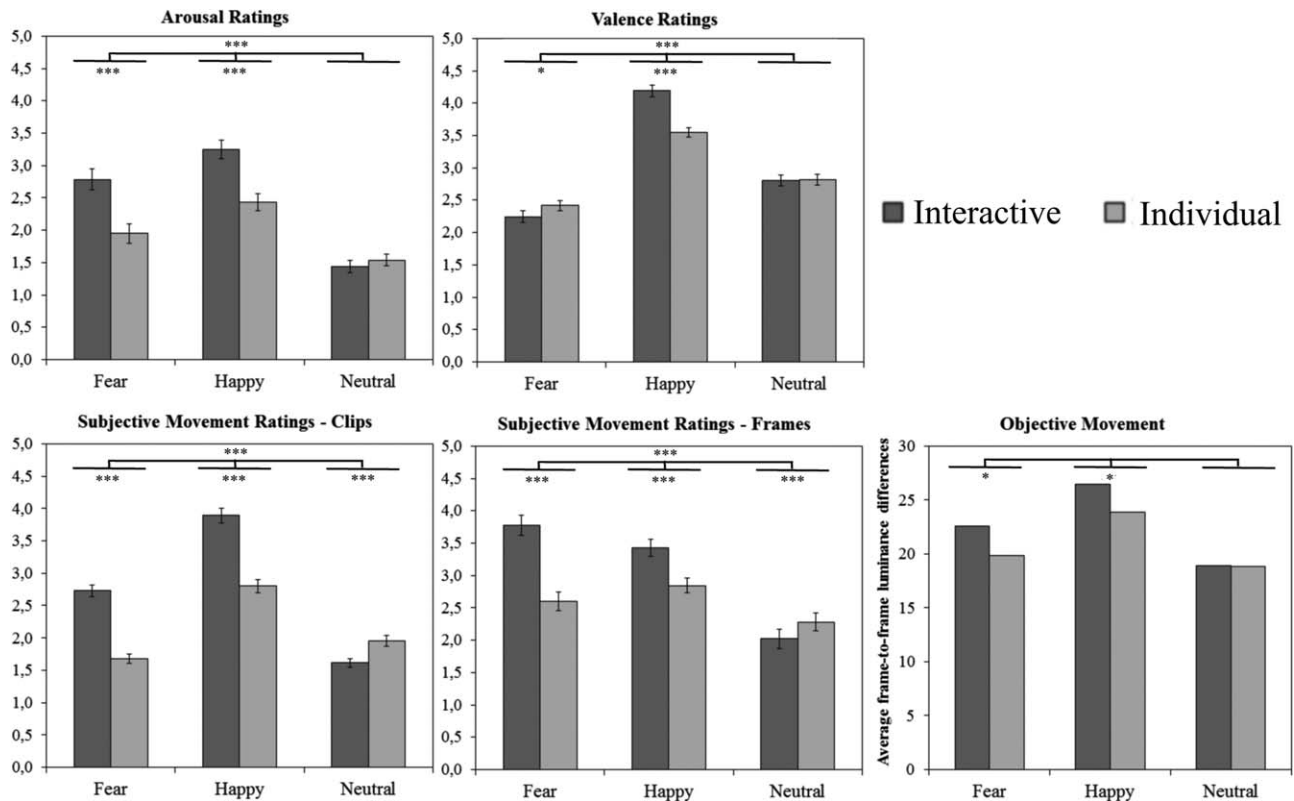 Arousal Ratings
5,0
4,5
4,0
3,5
3,0
2,5
2,0
1,5
1,0
0,5
0,0
***
***
***
Fear
Happy
Neutral
Valence Ratings
5,0
4,5
4,0
3,5
3,0
2,5
2,0
1,5
1,0
0,5
0,0
***
*
***
Fear
Happy
Neutral
Interactive
Individual
Subjective Movement Ratings - Clips
5,0
4,5
4,0
3,5
3,0
2,5
2,0
1,5
1,0
0,5
0,0
***
***
***
***
Fear
Happy
Neutral
Subjective Movement Ratings - Frames
5,0
4,5
4,0
3,5
3,0
2,5
2,0
1,5
1,0
0,5
0,0
***
***
***
***
Fear
Happy
Neutral
Objective Movement
Average frame-to-frame luminance differences
30
25
20
15
10
5
0
*
*
Fear
Happy
Neutral